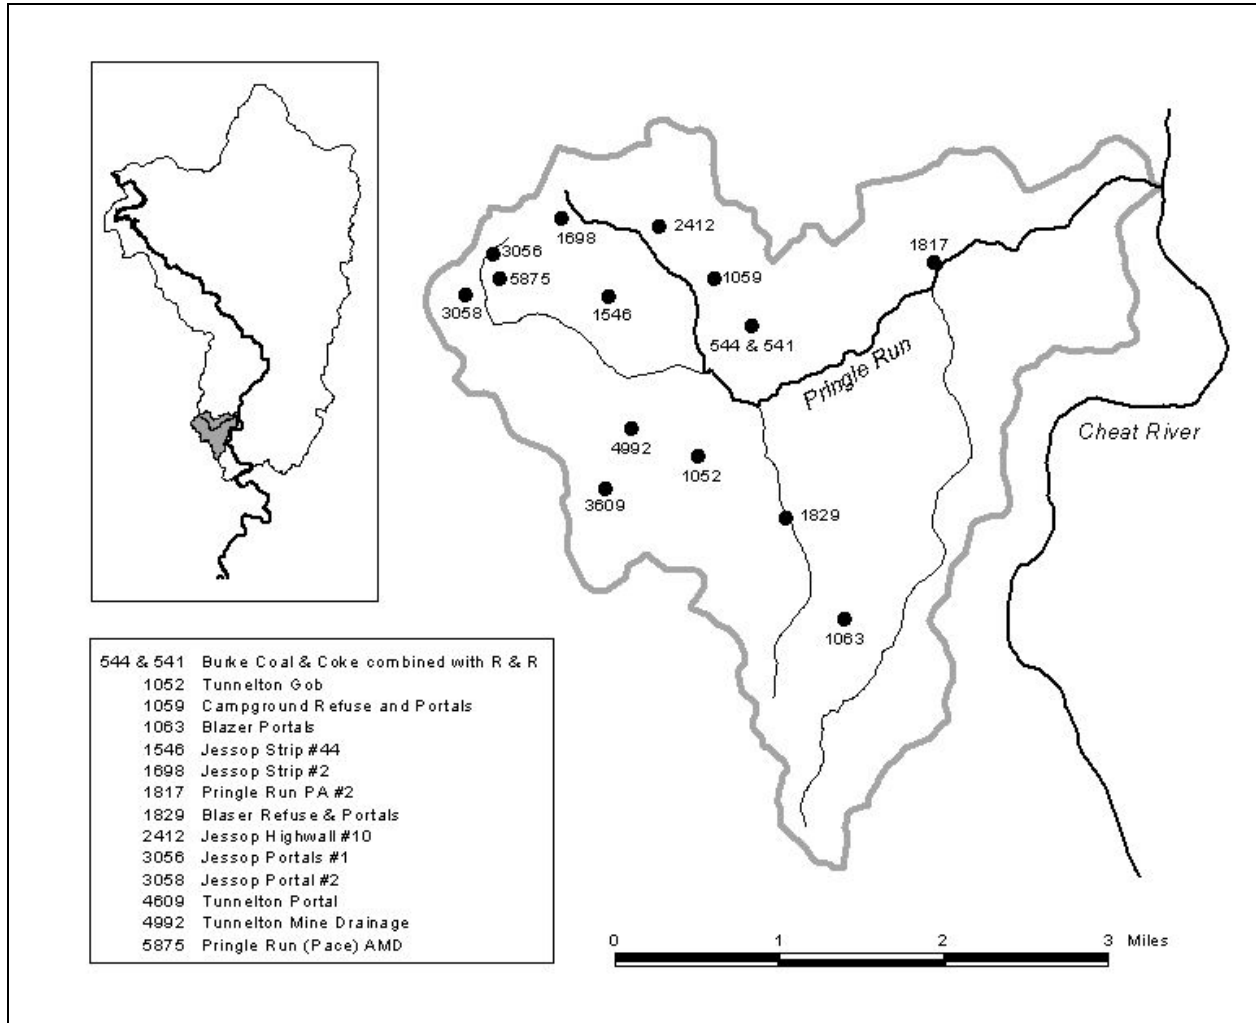 1698
2412
3056
5875
3058
1546
1059
1817
544 & 541
Pringle Run
Cheat River
4992
1052
3609
1829
1063
544 & 541 Burke Coal & Coke combined with R & R
1052 Tunnelton Gob
1059 Campground Refuse and Portals
1063 Blazer Portals
1546 Jessop Strip #44
1698 Jessop Strip #2
1817 Pringle Run PA #2
1829 Blaser Refuse & Portals
2412 Jessop Highwall #10
3056 Jessop Portals #1
3058 Jessop Portal #2
4609 Tunnelton Portal
4992 Tunnelton Mine Drainage
5875 Pringle Run (Pace) AMD
0 1 2 3 Miles